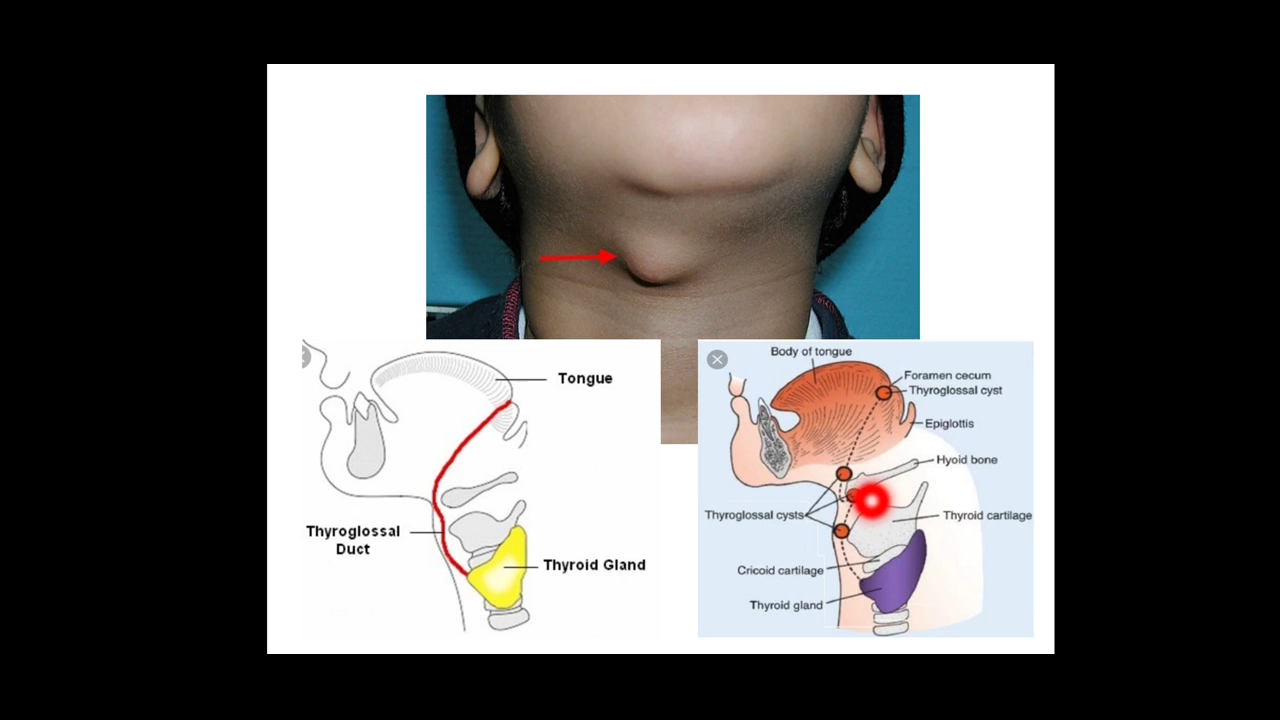 Tongue
Thyroglossal
Duct
Thyroid Gland
Body of tongue
Foramen cecum
Thyroglossal cyst
Epiglottis
Hyoid bone
Thyroglossal cysts
Thyroid cartilage
Cricoid cartilage
Thyroid gland